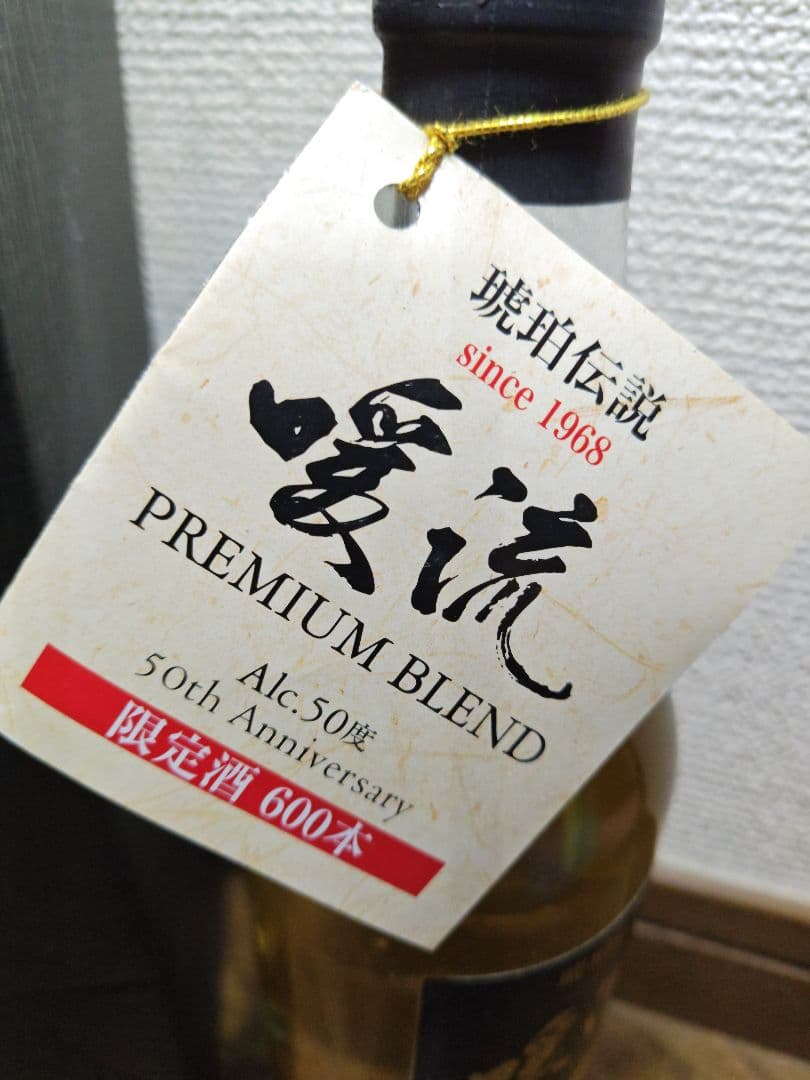 琥珀伝説
since 1968
暖流
PREMIUM BLEND
Alc.50度
50th Anniversary
限定酒 600本